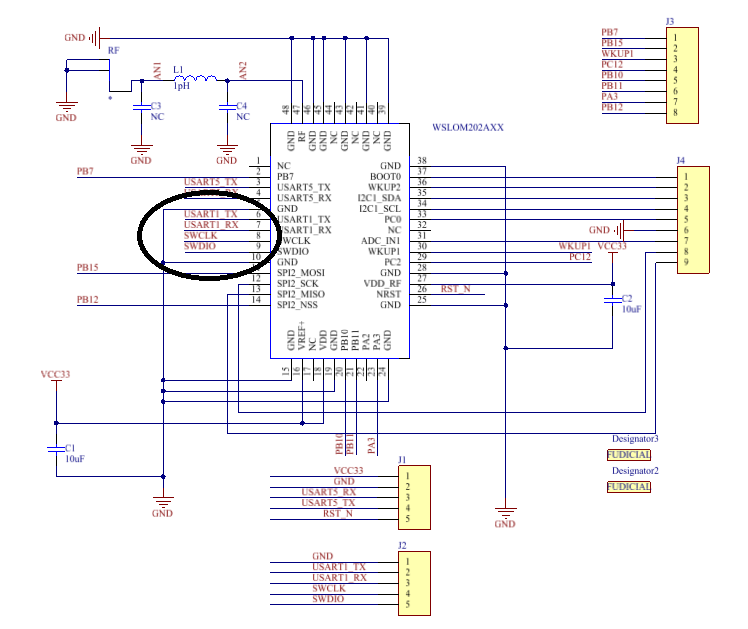 GND
RF
AN1
L1
1pH
AN2
*
C3
NC
C4
NC
GND
GND
GND
48 47 46 45 44 43 42 41 40 39
GND RF GND GND NC GND NC GND NC GND
WSLOM202AXX
PB7
USART5_TX
USART1_TX
USART1_RX
SWCLK
SWDIO
PB15
PB12
1 NC
2 PB7
3 USART5_TX
4 USART5_RX
GND
6 USART1_TX
7 USART1_RX
8 SWCLK
9 SWDIO
10 GND
SPI2_MOSI
12 SPI2_SCK
13 SPI2_MISO
14 SPI2_NSS
GND 38
BOOT0 37
WKUP2 36
I2C1_SDA 35
I2C1_SCL 34
PC0 33
NC 32
ADC_IN1 31
WKUP1 30
PC2 29
GND 28
VDD_RF 27
NRST 26
GND 25
GND VREF+ NC VDD GND PB10 PB11 PA2 PA3 GND
15 16 17 18 19 20 21 22 23 24
PB10
PB11
PA3
GND
WKUP1 VCC33
PC12
RST_N
C2
10uF
VCC33
C1
10uF
GND
GND
J3
PB7 1
PB15 2
WKUP1 3
PC12 4
PB10 5
PB11 6
PA3 7
PB12 8
J4
1
2
3
4
5
6
7
8
9
Designator3
FUDICIAL
Designator2
FUDICIAL
J1
VCC33 1
GND 2
USART5_RX 3
USART5_TX 4
RST_N 5
J2
GND 1
USART1_TX 2
USART1_RX 3
SWCLK 4
SWDIO 5